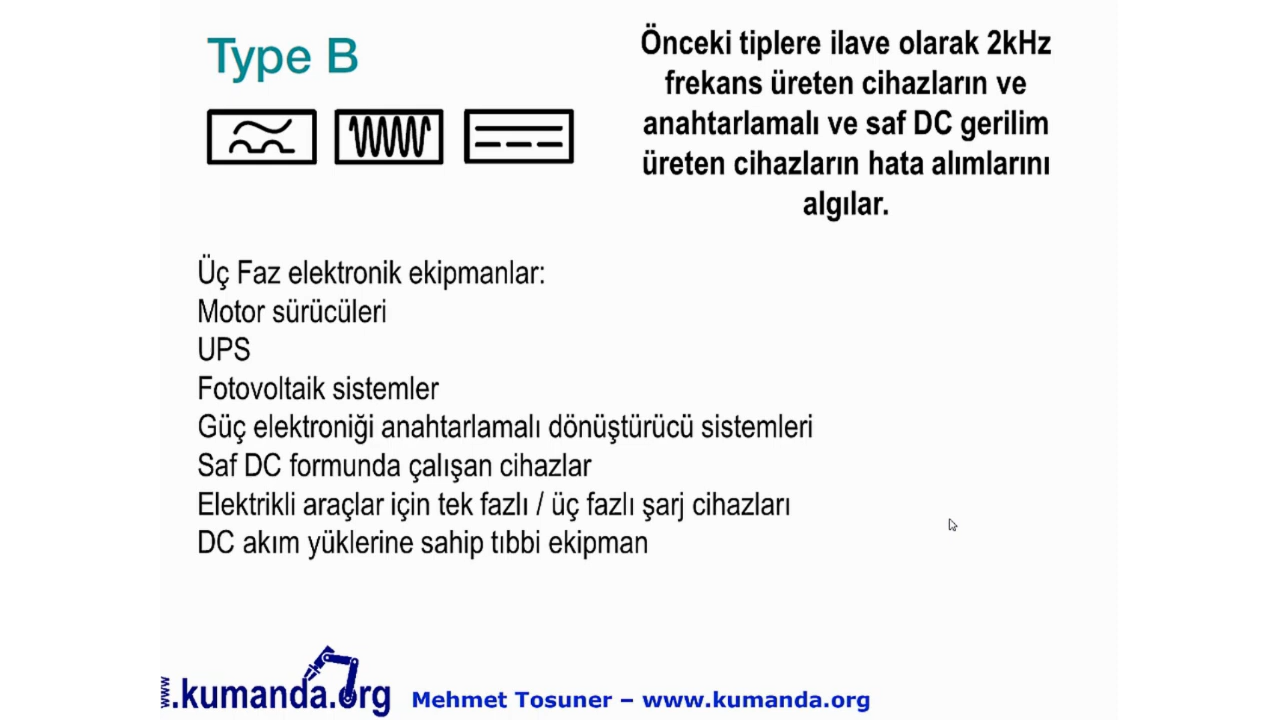 Type B
Önceki tiplere ilave olarak 2kHz
frekans üreten cihazların ve
anahtarlamalı ve saf DC gerilim
üreten cihazların hata alımlarını
algılar.
Üç Faz elektronik ekipmanlar:
Motor sürücüleri
UPS
Fotovoltaik sistemler
Güç elektroniği anahtarlamalı dönüştürücü sistemleri
Saf DC formunda çalışan cihazlar
Elektrikli araçlar için tek fazlı / üç fazlı şarj cihazları
DC akım yüklerine sahip tıbbi ekipman
www.kumanda.org
Mehmet Tosuner – www.kumanda.org